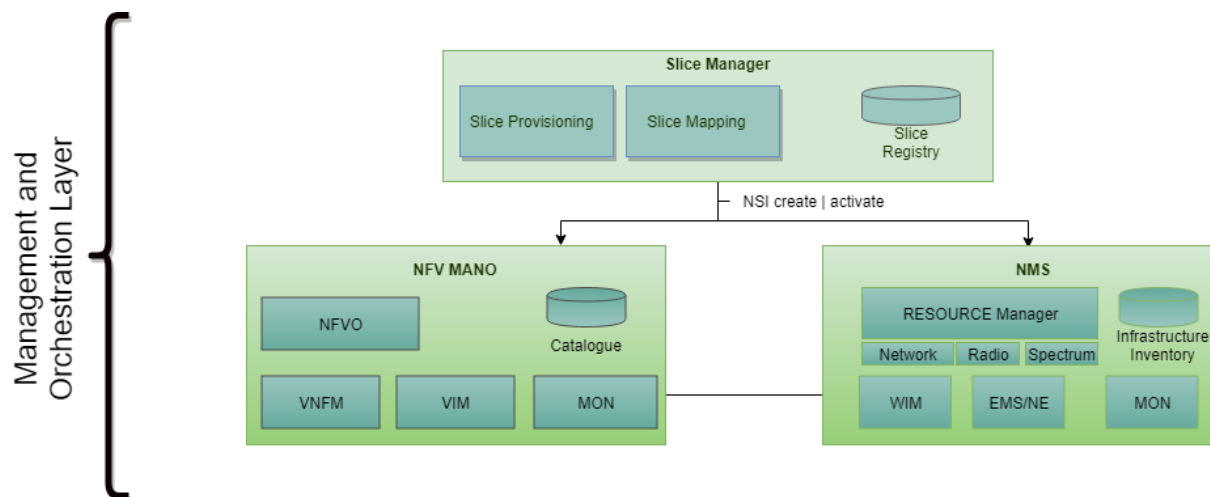 Management and
Orchestration Layer
Slice Manager
Slice Provisioning
Slice Mapping
Slice
Registry
NSI create | activate
NFV MANO
NFVO
Catalogue
VNFM
VIM
MON
NMS
RESOURCE Manager
Network
Radio
Spectrum
Infrastructure
Inventory
WIM
EMS/NE
MON